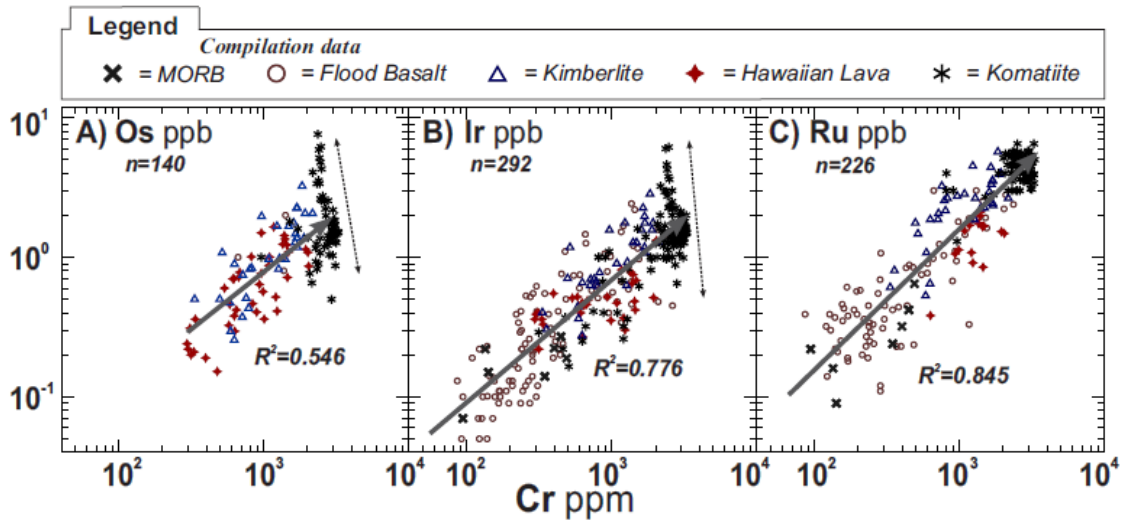 Legend
Compilation data
= MORB = Flood Basalt = Kimberlite = Hawaiian Lava = Komatiite
A) Os ppb B) Ir ppb C) Ru ppb
n=140 n=292 n=226
10¹
10⁰
10⁻¹
R²=0.546 R²=0.776 R²=0.845
10² 10³ 10² 10³ 10² 10³ 10⁴
Cr ppm